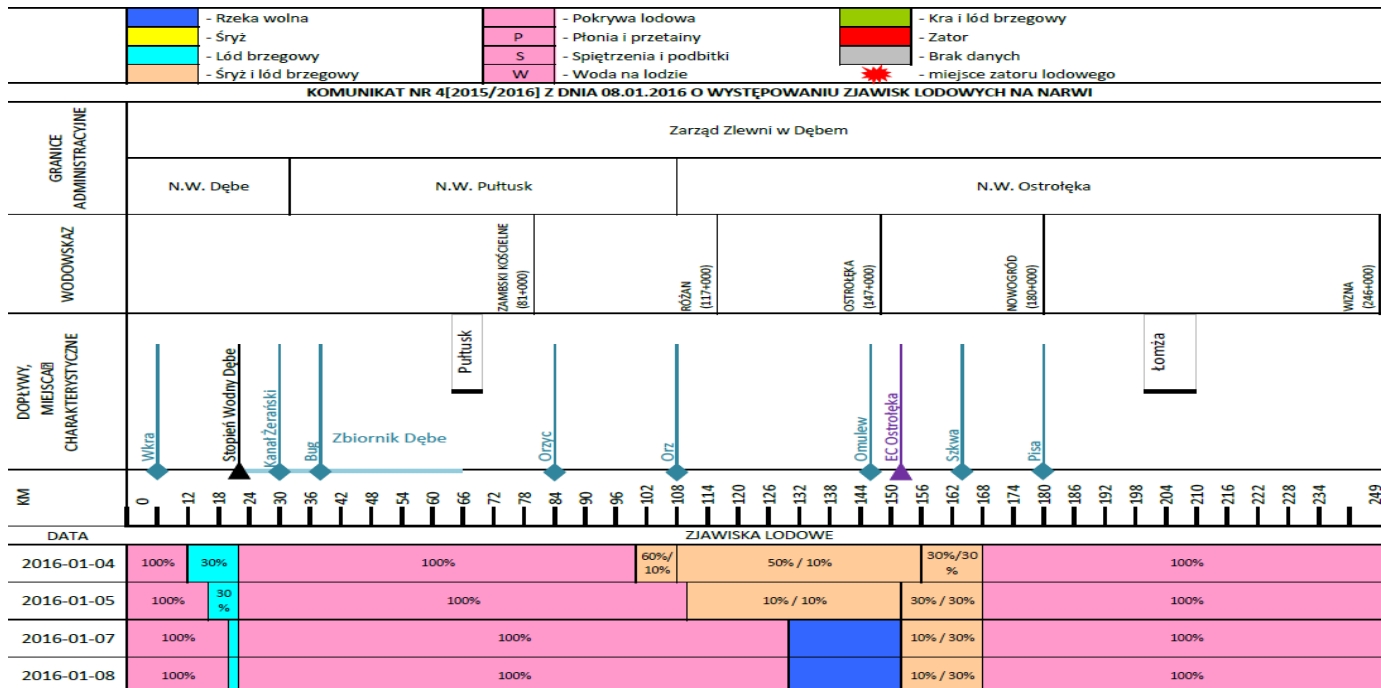 - Rzeka wolna
- Śryż
- Lód brzegowy
- Śryż i lód brzegowy
- Pokrywa lodowa
P - Płonia i przetainy
S - Spiętrzenia i podbitki
W - Woda na lodzie
- Kra i lód brzegowy
- Zator
- Brak danych
- miejsce zatoru lodowego
KOMUNIKAT NR 4[2015/2016] Z DNIA 08.01.2016 O WYSTĘPOWANIU ZJAWISK LODOWYCH NA NARWI
GRANICE
ADMINISTRACYJNE
Zarząd Zlewni w Dębem
N.W. Dębe N.W. Pułtusk N.W. Ostrołęka
WODOWSKAZ
ZAMBSKI KOŚCIELNE
(81+000)
RÓŻAN
(117+000)
OSTROŁĘKA
(147+000)
NOWOGRÓD
(180+000)
WIZNA
(246+000)
DOPŁYWY,
MIEJSCA
CHARAKTERYSTYCZNE
Wkra
Stopień Wodny Dębe
Kanał Żerański
Bug
Zbiornik Dębe
Pułtusk
Orzyc
Orz
Omulew
EC Ostrołęka
Szkwa
Pisa
Łomża
KM 0 12 18 24 30 36 42 48 54 60 66 72 78 84 90 96 102 108 114 120 126 132 138 144 150 156 162 168 174 180 186 192 198 204 210 216 222 228 234 249
DATA ZJAWISKA LODOWE
2016-01-04 100% 30% 100% 60%/ 10% 50% / 10% 30%/30 % 100%
2016-01-05 100% 30 % 100% 10% / 10% 30% / 30% 100%
2016-01-07 100% 100% 10% / 30% 100%
2016-01-08 100% 100% 10% / 30% 100%